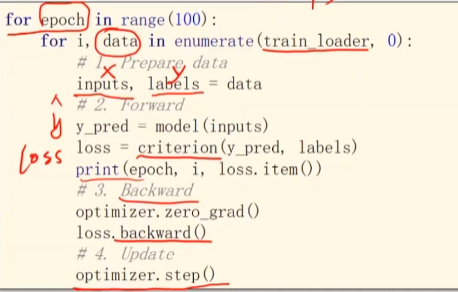 for epoch in range(100):
for i, data in enumerate(train_loader, 0):
# 1. Prepare data
x y
inputs, labels = data
# 2. Forward
ŷ y_pred = model(inputs)
loss loss = criterion(y_pred, labels)
print(epoch, i, loss.item())
# 3. Backward
optimizer.zero_grad()
loss.backward()
# 4. Update
optimizer.step()